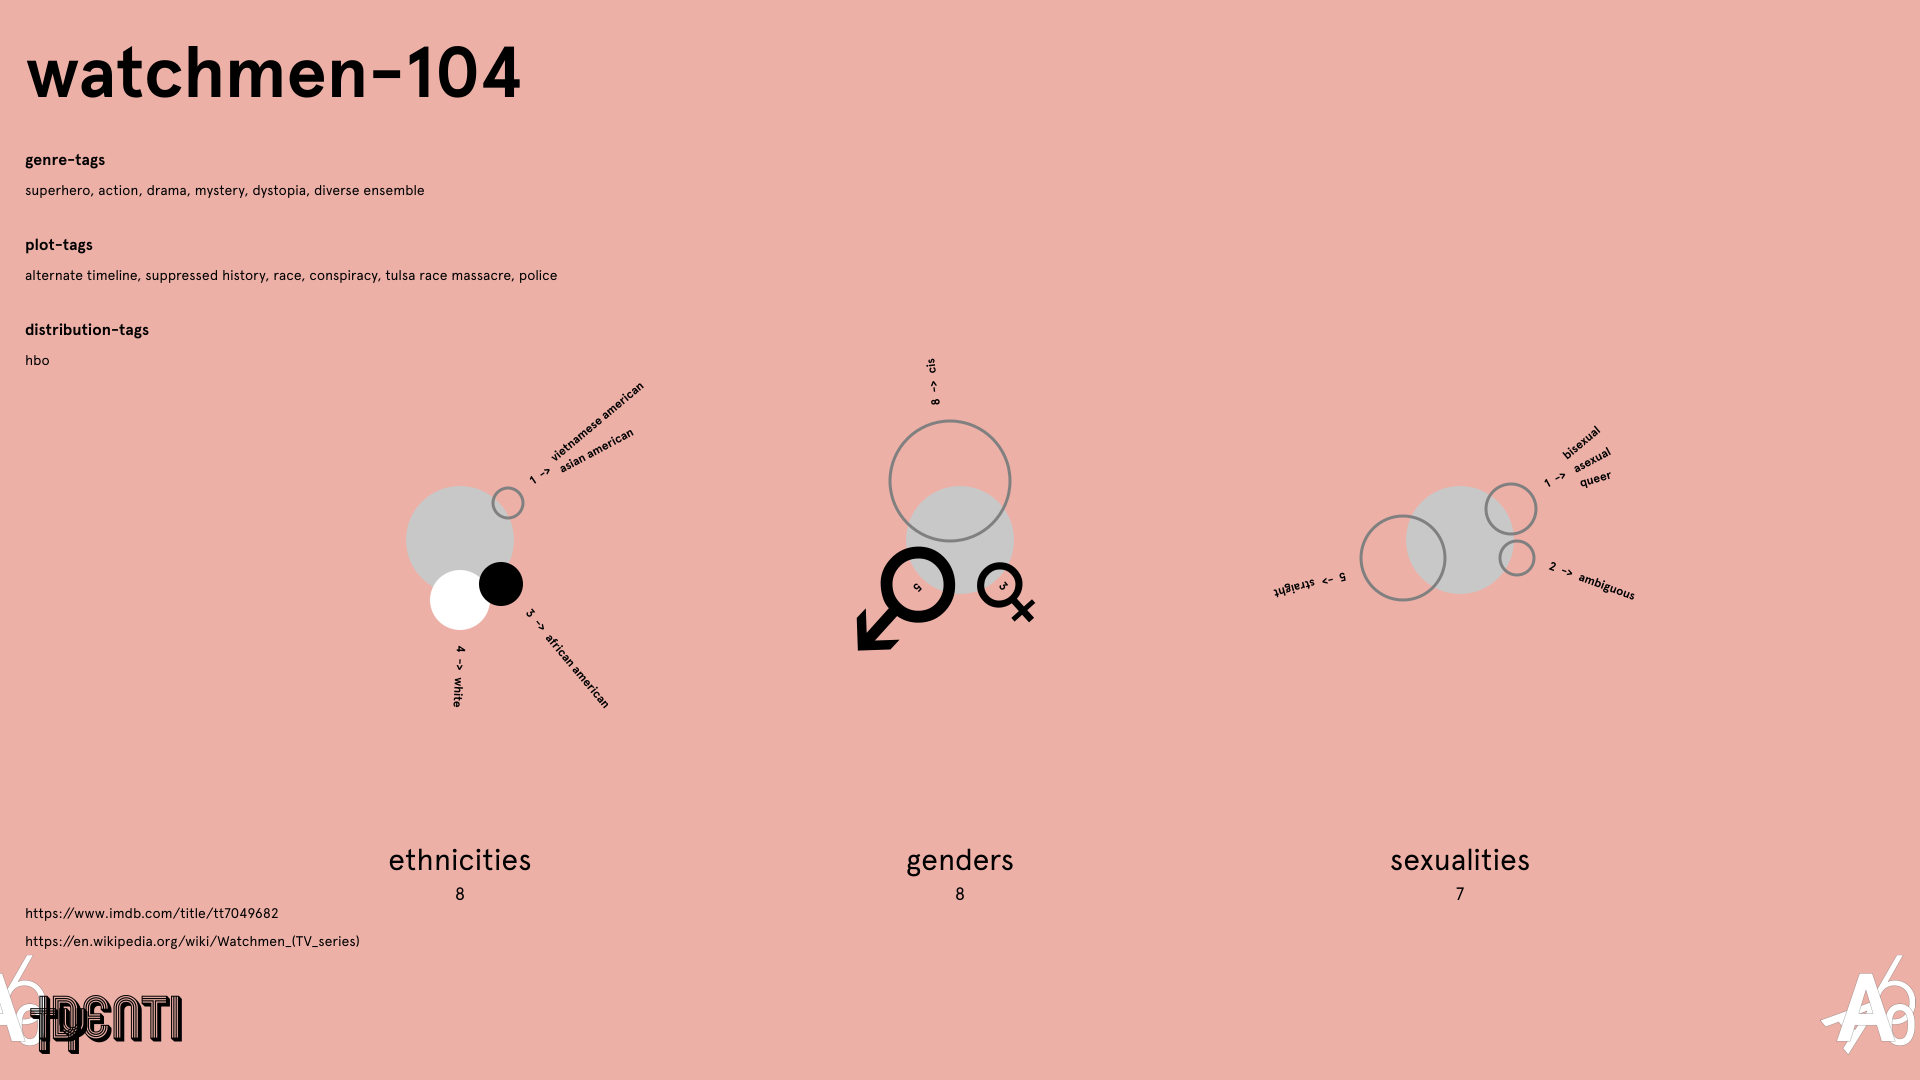 watchmen-104
genre-tags
superhero, action, drama, mystery, dystopia, diverse ensemble
plot-tags
alternate timeline, suppressed history, race, conspiracy, tulsa race massacre, police
distribution-tags
hbo
1 -> vietnamese american
asian american
3 -> african american
4 -> white
8 -> cis
5
3
bisexual
1 -> asexual
queer
2 -> ambiguous
5 -> straight
ethnicities
8
genders
8
sexualities
7
https://www.imdb.com/title/tt7049682
https://en.wikipedia.org/wiki/Watchmen_(TV_series)
IDENTI